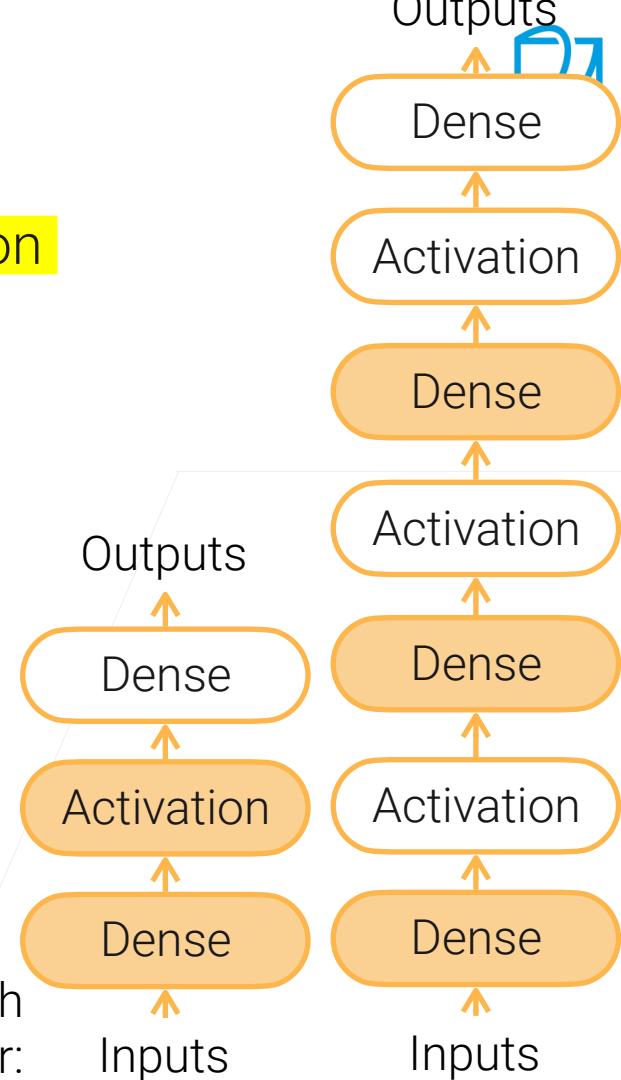 Outputs
Dense
Activation
on
Dense
Activation
Outputs
Dense
Dense
Activation
Activation
Dense
Dense
h
r:
Inputs
Inputs